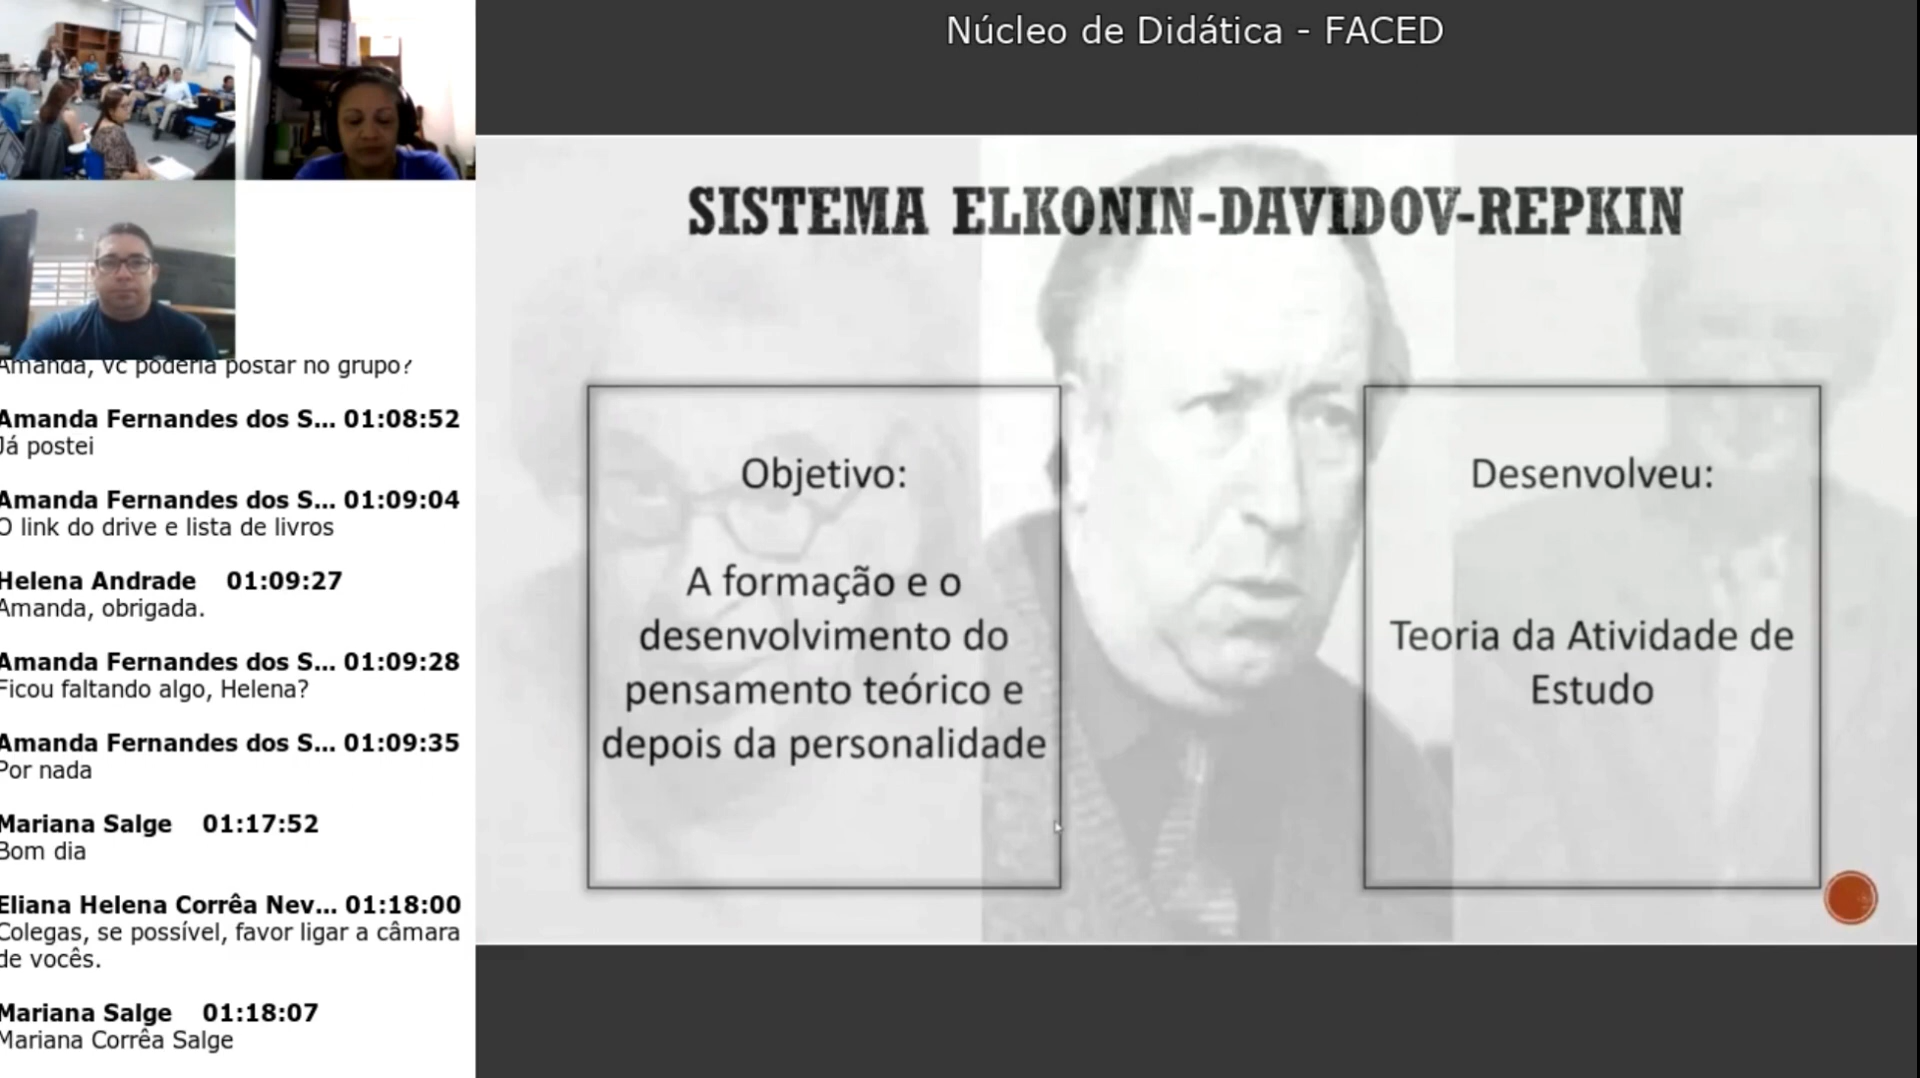 Núcleo de Didática - FACED
SISTEMA ELKONIN-DAVIDOV-REPKIN
Objetivo:
A formação e o
desenvolvimento do
pensamento teórico e
depois da personalidade
Desenvolveu:
Teoria da Atividade de
Estudo
Amanda, vc poderia postar no grupo?
Amanda Fernandes dos S... 01:08:52
Já postei
Amanda Fernandes dos S... 01:09:04
O link do drive e lista de livros
Helena Andrade 01:09:27
Amanda, obrigada.
Amanda Fernandes dos S... 01:09:28
Ficou faltando algo, Helena?
Amanda Fernandes dos S... 01:09:35
Por nada
Mariana Salge 01:17:52
Bom dia
Eliana Helena Corrêa Nev... 01:18:00
Colegas, se possível, favor ligar a câmara
de vocês.
Mariana Salge 01:18:07
Mariana Corrêa Salge